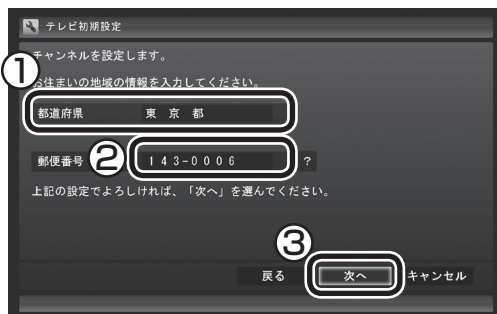 テレビ初期設定
チャンネルを設定します。
①
お住まいの地域の情報を入力してください。
都道府県 東 京 都
郵便番号 ② 143-0006 ?
上記の設定でよろしければ、「次へ」を選んでください。
③
戻る 次へ キャンセル